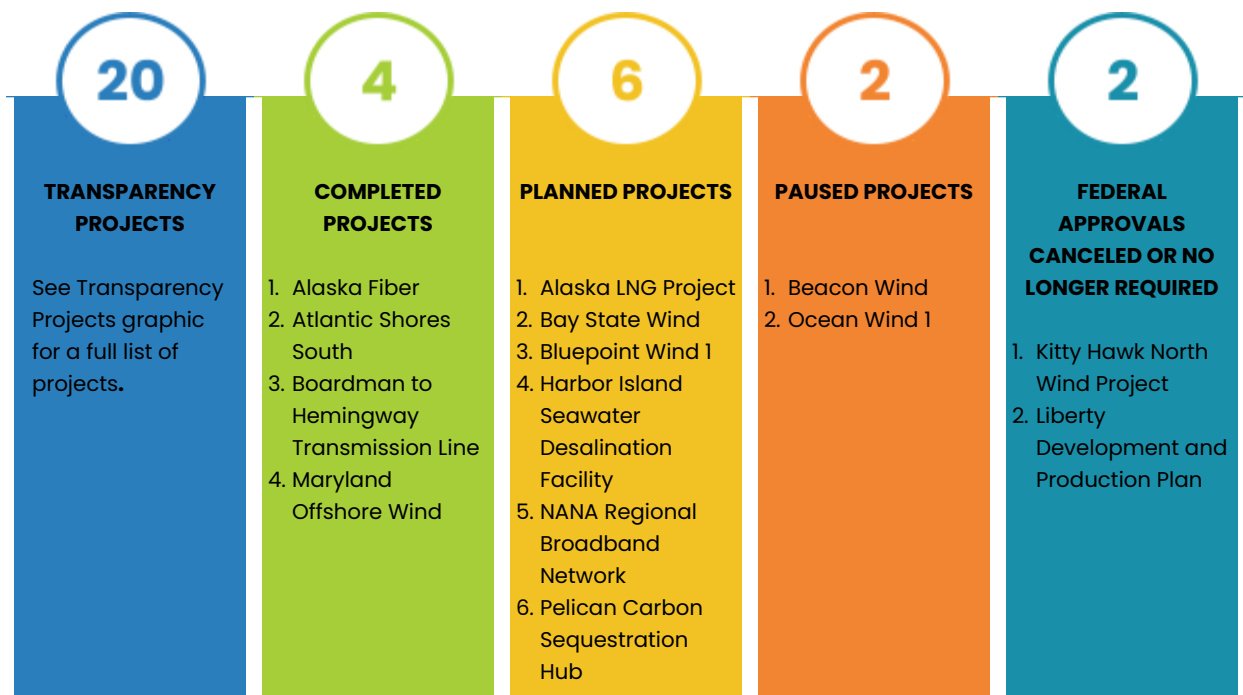 20
TRANSPARENCY
PROJECTS
See Transparency
Projects graphic
for a full list of
projects.
4
COMPLETED
PROJECTS
1. Alaska Fiber
2. Atlantic Shores
South
3. Boardman to
Hemingway
Transmission Line
4. Maryland
Offshore Wind
6
PLANNED PROJECTS
1. Alaska LNG Project
2. Bay State Wind
3. Bluepoint Wind 1
4. Harbor Island
Seawater
Desalination
Facility
5. NANA Regional
Broadband
Network
6. Pelican Carbon
Sequestration
Hub
2
PAUSED PROJECTS
1. Beacon Wind
2. Ocean Wind 1
2
FEDERAL
APPROVALS
CANCELED OR NO
LONGER REQUIRED
1. Kitty Hawk North
Wind Project
2. Liberty
Development and
Production Plan